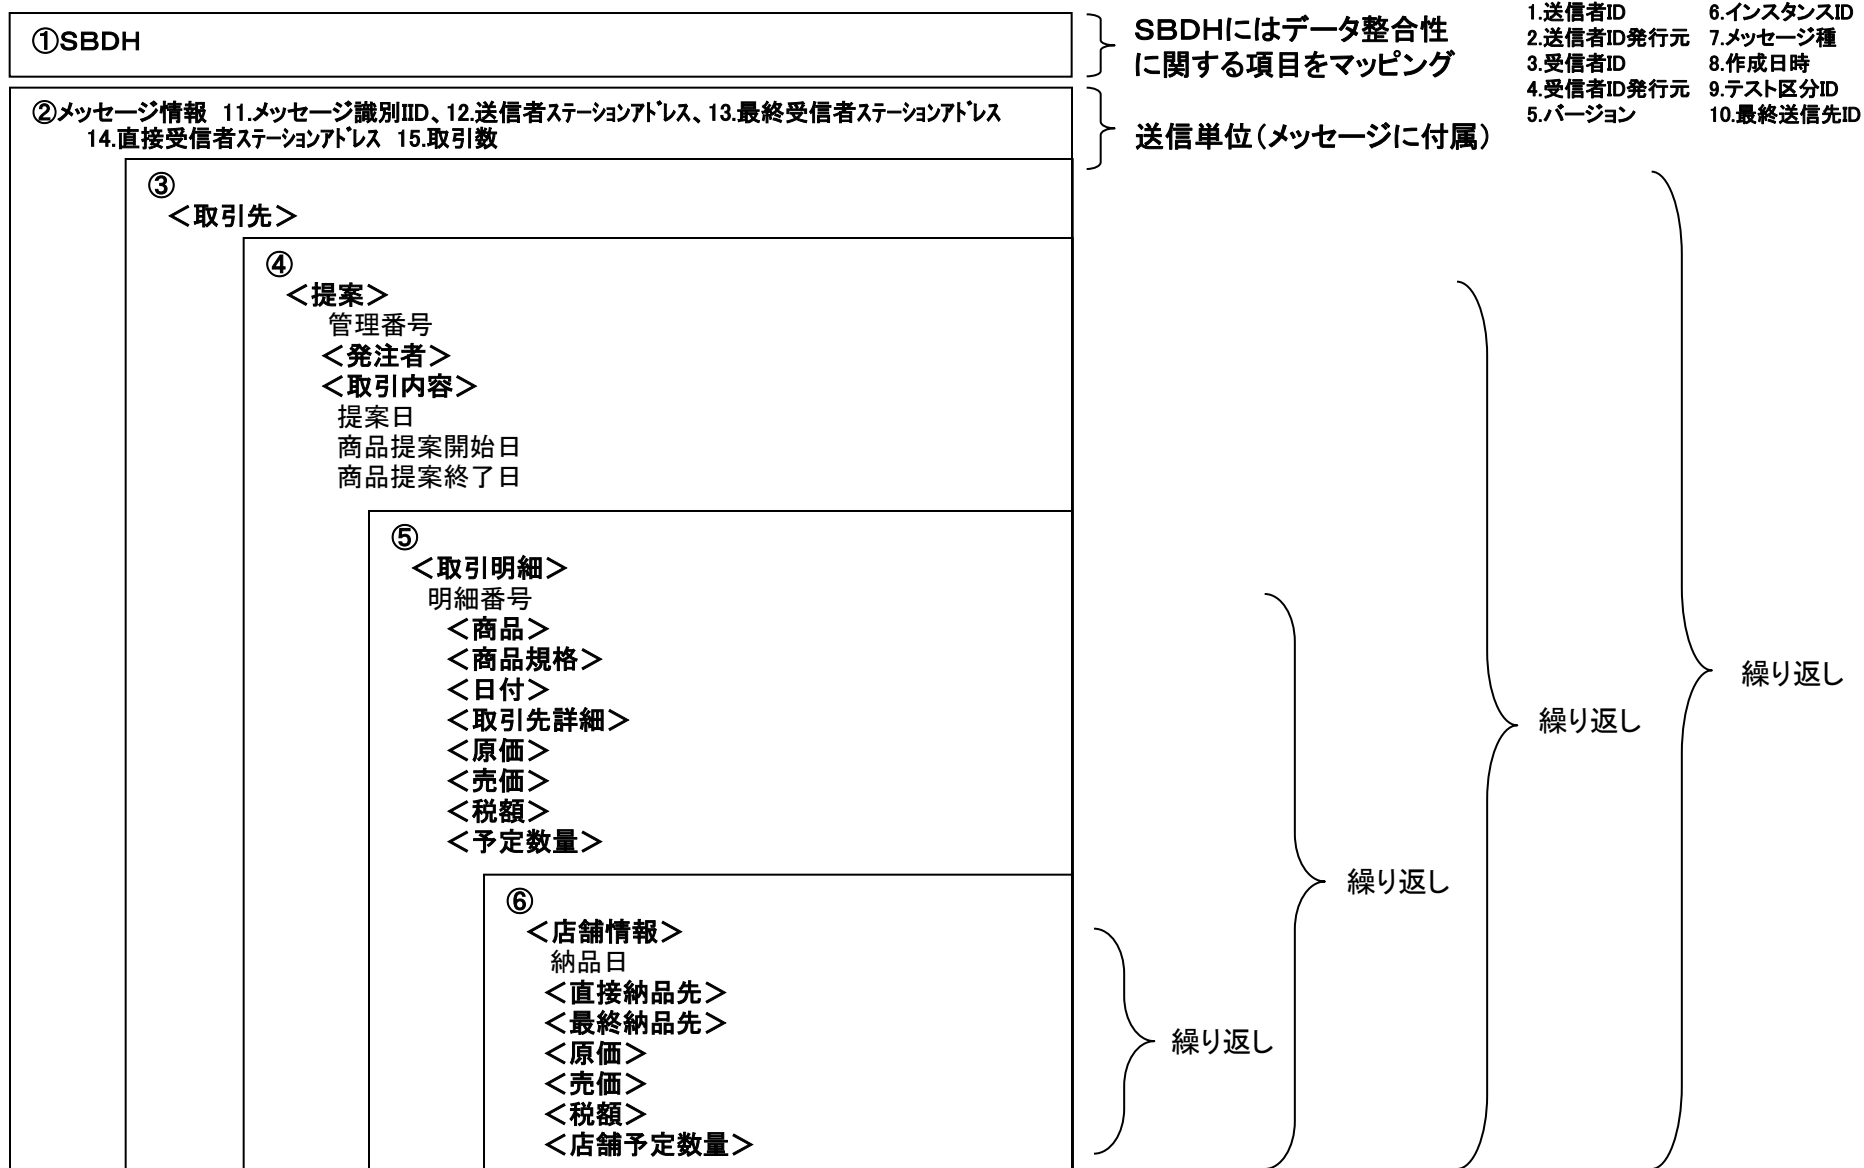 ①SBDH
SBDHにはデータ整合性
に関する項目をマッピング
1.送信者ID 6.インスタンスID
2.送信者ID発行元 7.メッセージ種
3.受信者ID 8.作成日時
4.受信者ID発行元 9.テスト区分ID
5.バージョン 10.最終送信先ID
②メッセージ情報 11.メッセージ識別IID、12.送信者ステーションアドレス、13.最終受信者ステーションアドレス
14.直接受信者ステーションアドレス 15.取引数
送信単位(メッセージに付属)
③
<取引先>
④
<提案>
管理番号
<発注者>
<取引内容>
提案日
商品提案開始日
商品提案終了日
⑤
<取引明細>
明細番号
<商品>
<商品規格>
<日付>
<取引先詳細>
<原価>
<売価>
<税額>
<予定数量>
⑥
<店舗情報>
納品日
<直接納品先>
<最終納品先>
<原価>
<売価>
<税額>
<店舗予定数量>
繰り返し
繰り返し
繰り返し
繰り返し